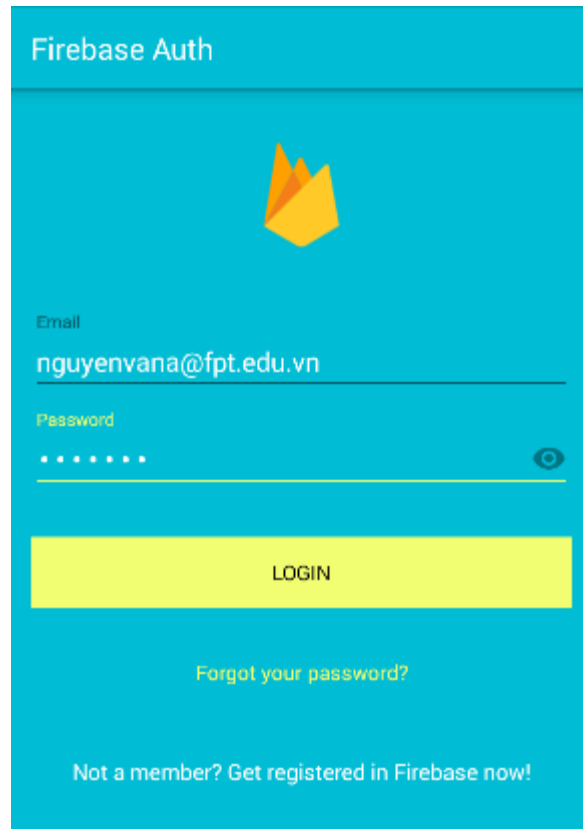 Firebase Auth
Email
nguyenvana@fpt.edu.vn
Password
•••••••
LOGIN
Forgot your password?
Not a member? Get registered in Firebase now!